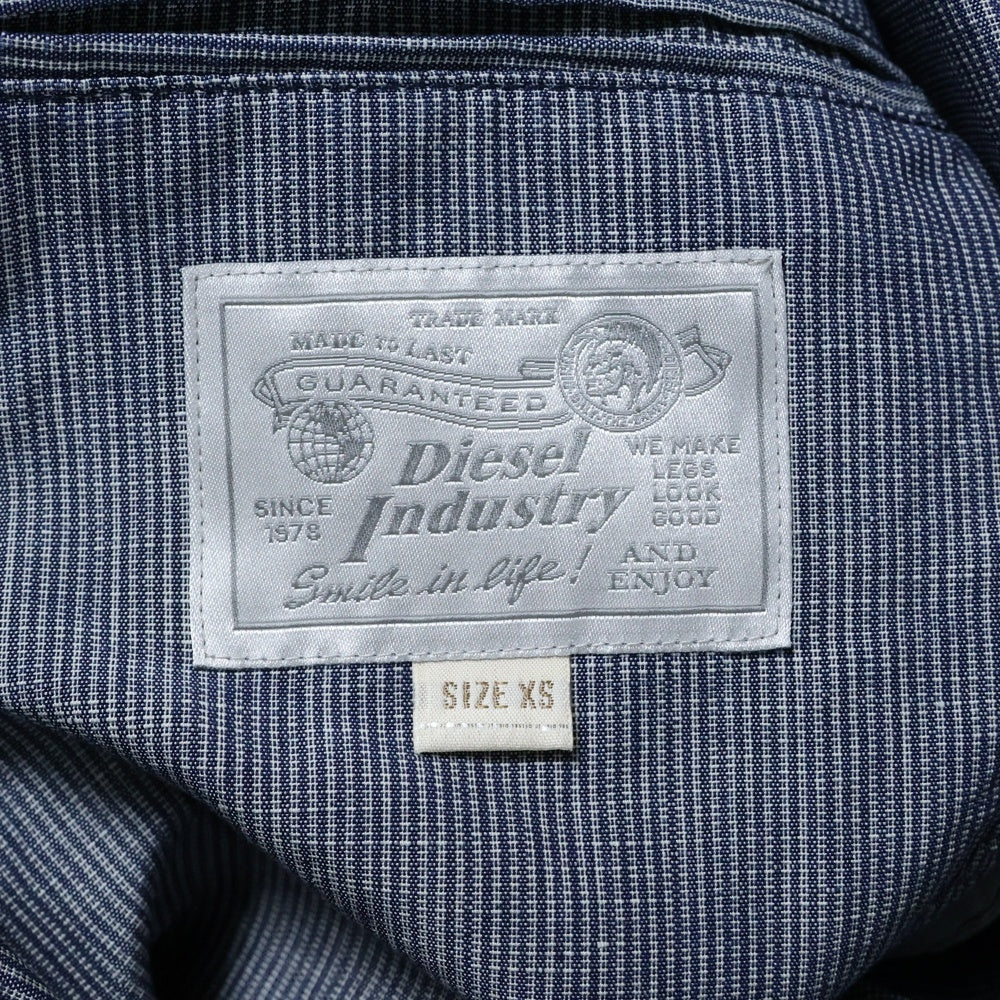 TRADE MARK
MADE TO LAST
GUARANTEED
Diesel
Industry
SINCE
1978
WE MAKE
LEGS
LOOK
GOOD
AND
ENJOY
Smile in life!
SIZE XS